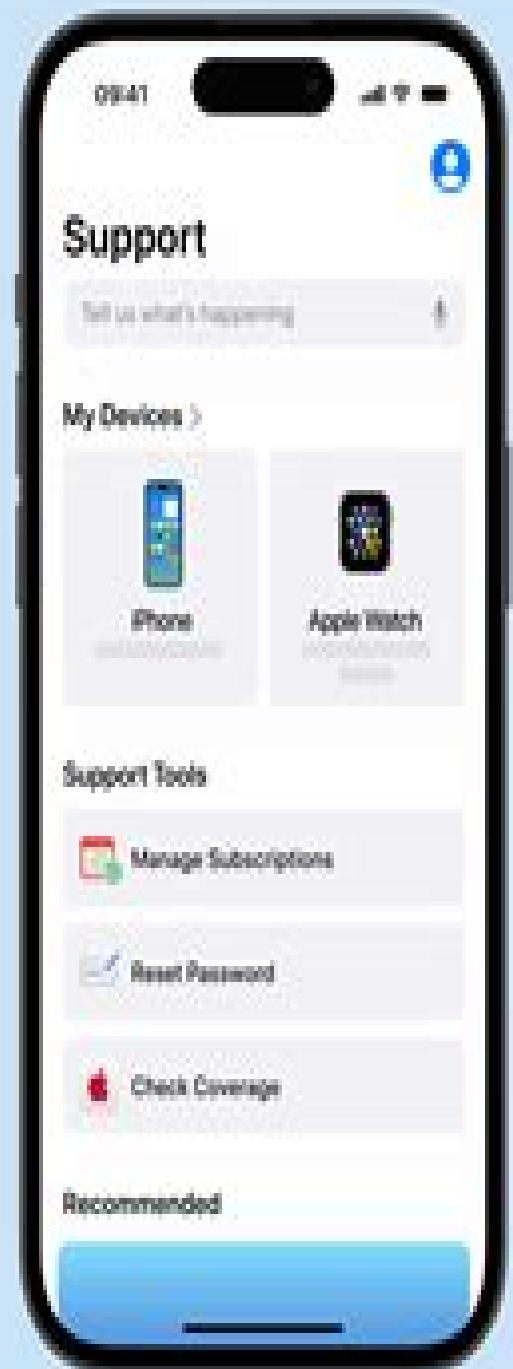 09:41
Support
Tell us what's happening
My Devices >
iPhone
Apple Watch
Support Tools
Manage Subscriptions
Reset Password
Check Coverage
Recommended